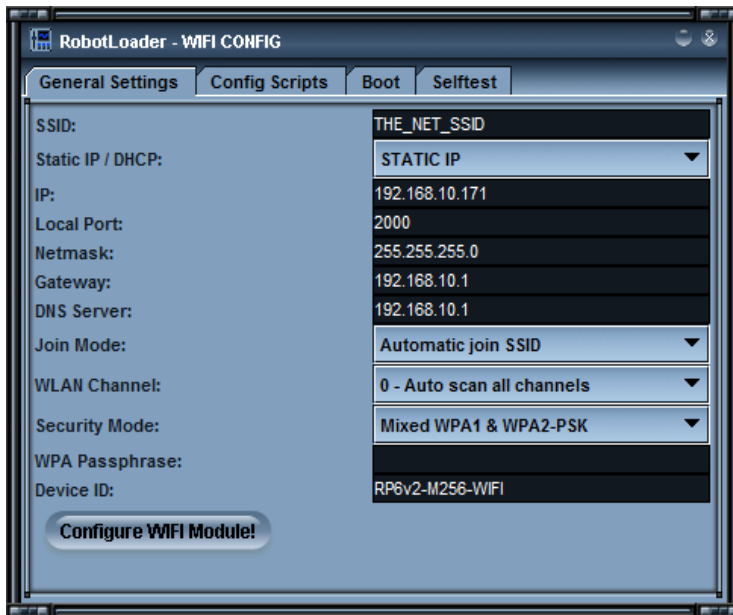 RobotLoader - WIFI CONFIG
General Settings Config Scripts Boot Selftest
SSID: THE_NET_SSID
Static IP / DHCP: STATIC IP
IP: 192.168.10.171
Local Port: 2000
Netmask: 255.255.255.0
Gateway: 192.168.10.1
DNS Server: 192.168.10.1
Join Mode: Automatic join SSID
WLAN Channel: 0 - Auto scan all channels
Security Mode: Mixed WPA1 & WPA2-PSK
WPA Passphrase:
Device ID: RP6v2-M256-WIFI
Configure WIFI Module!